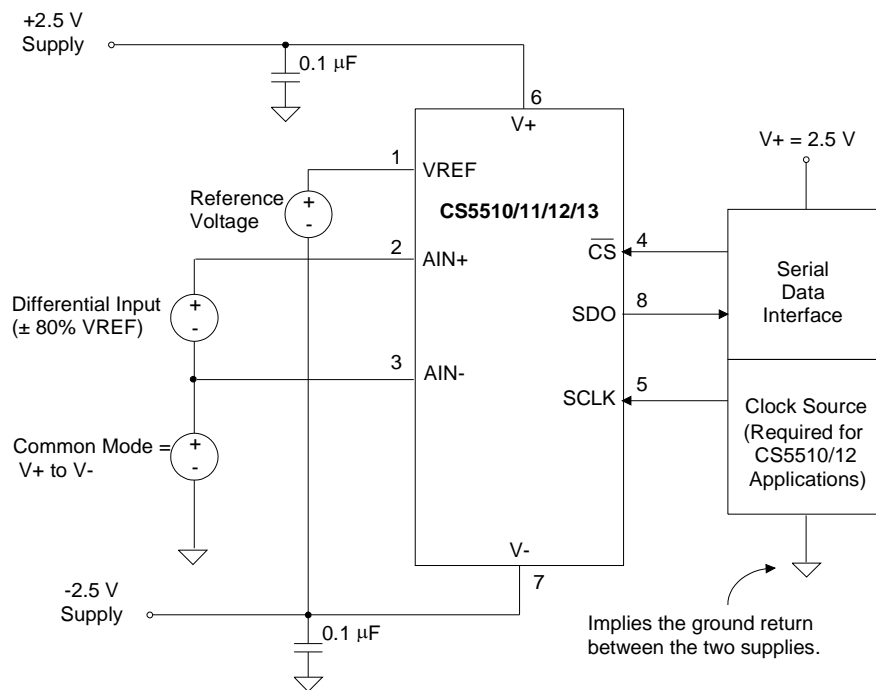 +2.5 V
Supply
0.1 μF
6
V+
V+ = 2.5 V
1
VREF
Reference
Voltage
+
-
CS5510/11/12/13
2
AIN+
CS
4
Serial
Data
Interface
Differential Input
(± 80% VREF)
+
-
SDO
8
3
AIN-
SCLK
5
Clock Source
(Required for
CS5510/12
Applications)
Common Mode =
V+ to V-
+
-
V-
7
-2.5 V
Supply
0.1 μF
Implies the ground return
between the two supplies.